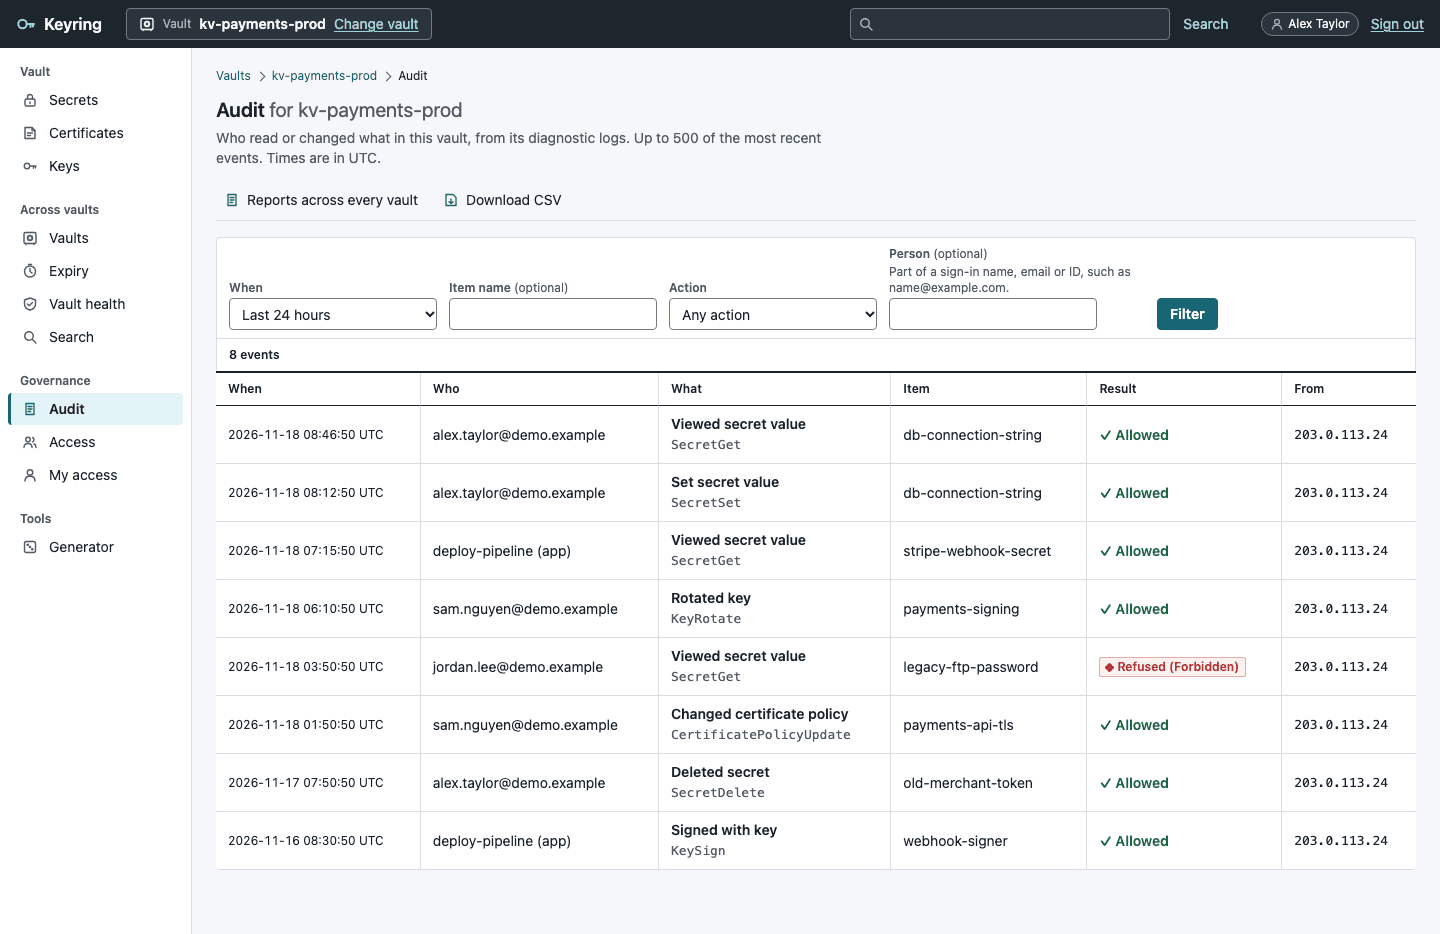 Keyring
Vault kv-payments-prod Change vault
Search
Alex Taylor
Sign out
Vault
Secrets
Certificates
Keys
Across vaults
Vaults
Expiry
Vault health
Search
Governance
Audit
Access
My access
Tools
Generator
Vaults > kv-payments-prod > Audit
Audit for kv-payments-prod
Who read or changed what in this vault, from its diagnostic logs. Up to 500 of the most recent
events. Times are in UTC.
Reports across every vault
Download CSV
When
Last 24 hours
Item name (optional)
Action
Any action
Person (optional)
Part of a sign-in name, email or ID, such as
name@example.com.
Filter
8 events
When Who What Item Result From
2026-11-18 08:46:50 UTC alex.taylor@demo.example Viewed secret value SecretGet db-connection-string Allowed 203.0.113.24
2026-11-18 08:12:50 UTC alex.taylor@demo.example Set secret value SecretSet db-connection-string Allowed 203.0.113.24
2026-11-18 07:15:50 UTC deploy-pipeline (app) Viewed secret value SecretGet stripe-webhook-secret Allowed 203.0.113.24
2026-11-18 06:10:50 UTC sam.nguyen@demo.example Rotated key KeyRotate payments-signing Allowed 203.0.113.24
2026-11-18 03:50:50 UTC jordan.lee@demo.example Viewed secret value SecretGet legacy-ftp-password Refused (Forbidden) 203.0.113.24
2026-11-18 01:50:50 UTC sam.nguyen@demo.example Changed certificate policy CertificatePolicyUpdate payments-api-tls Allowed 203.0.113.24
2026-11-17 07:50:50 UTC alex.taylor@demo.example Deleted secret SecretDelete old-merchant-token Allowed 203.0.113.24
2026-11-16 08:30:50 UTC deploy-pipeline (app) Signed with key KeySign webhook-signer Allowed 203.0.113.24